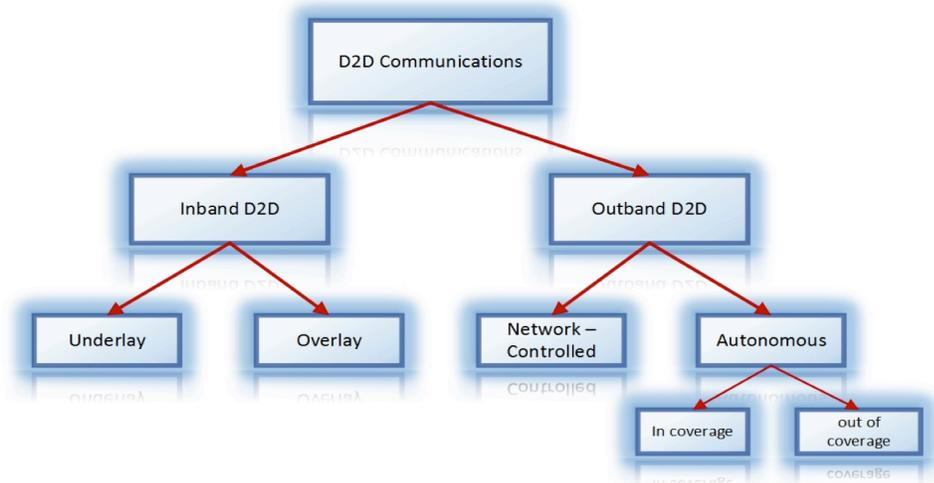 D2D Communications
Inband D2D
Outband D2D
Underlay
Overlay
Network –
Controlled
Autonomous
In coverage
out of
coverage